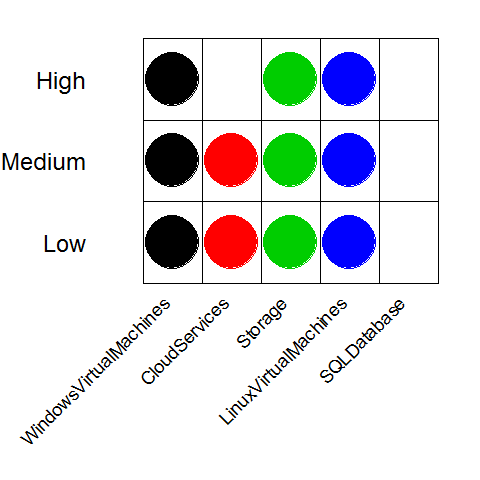 High
Medium
Low
WindowsVirtualMachines
CloudServices
Storage
LinuxVirtualMachines
SQLDatabase